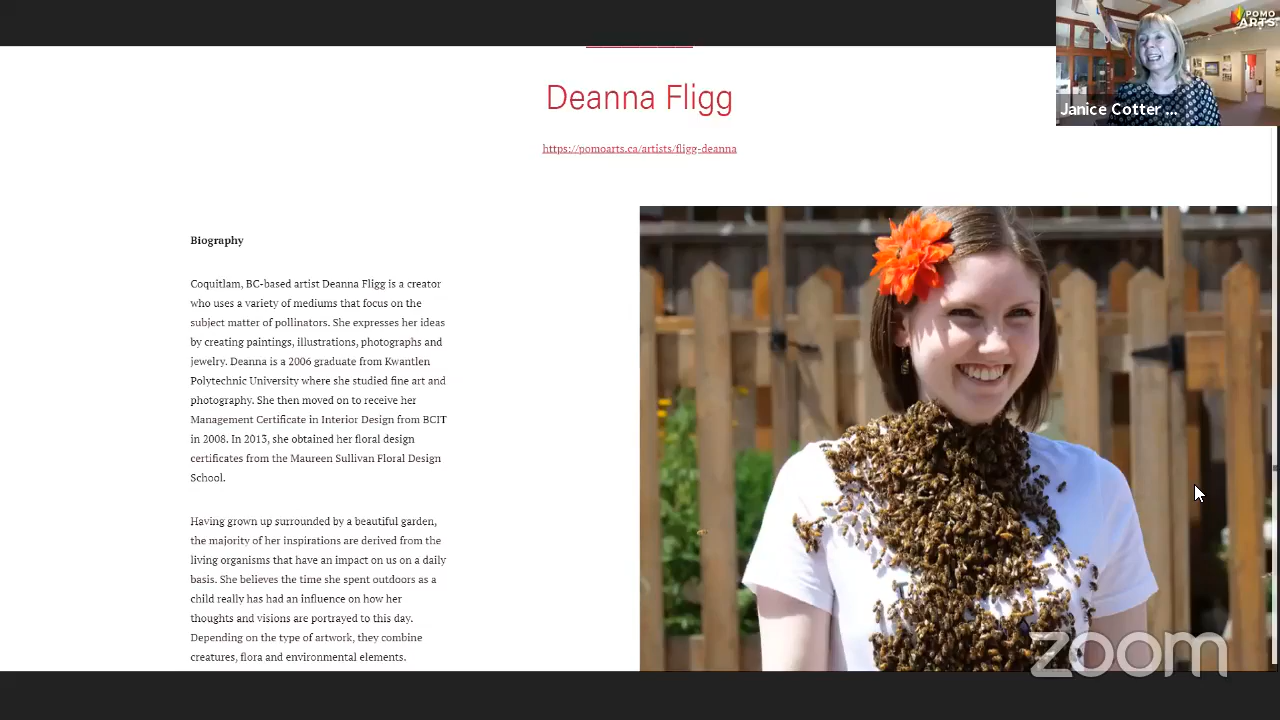 POMO
ARTS
Janice Cotter ...
Deanna Fligg
https://pomoarts.ca/artists/fligg-deanna
Biography
Coquitlam, BC-based artist Deanna Fligg is a creator
who uses a variety of mediums that focus on the
subject matter of pollinators. She expresses her ideas
by creating paintings, illustrations, photographs and
jewelry. Deanna is a 2006 graduate from Kwantlen
Polytechnic University where she studied fine art and
photography. She then moved on to receive her
Management Certificate in Interior Design from BCIT
in 2008. In 2013, she obtained her floral design
certificates from the Maureen Sullivan Floral Design
School.
Having grown up surrounded by a beautiful garden,
the majority of her inspirations are derived from the
living organisms that have an impact on us on a daily
basis. She believes the time she spent outdoors as a
child really has had an influence on how her
thoughts and visions are portrayed to this day.
Depending on the type of artwork, they combine
creatures, flora and environmental elements.
zoom